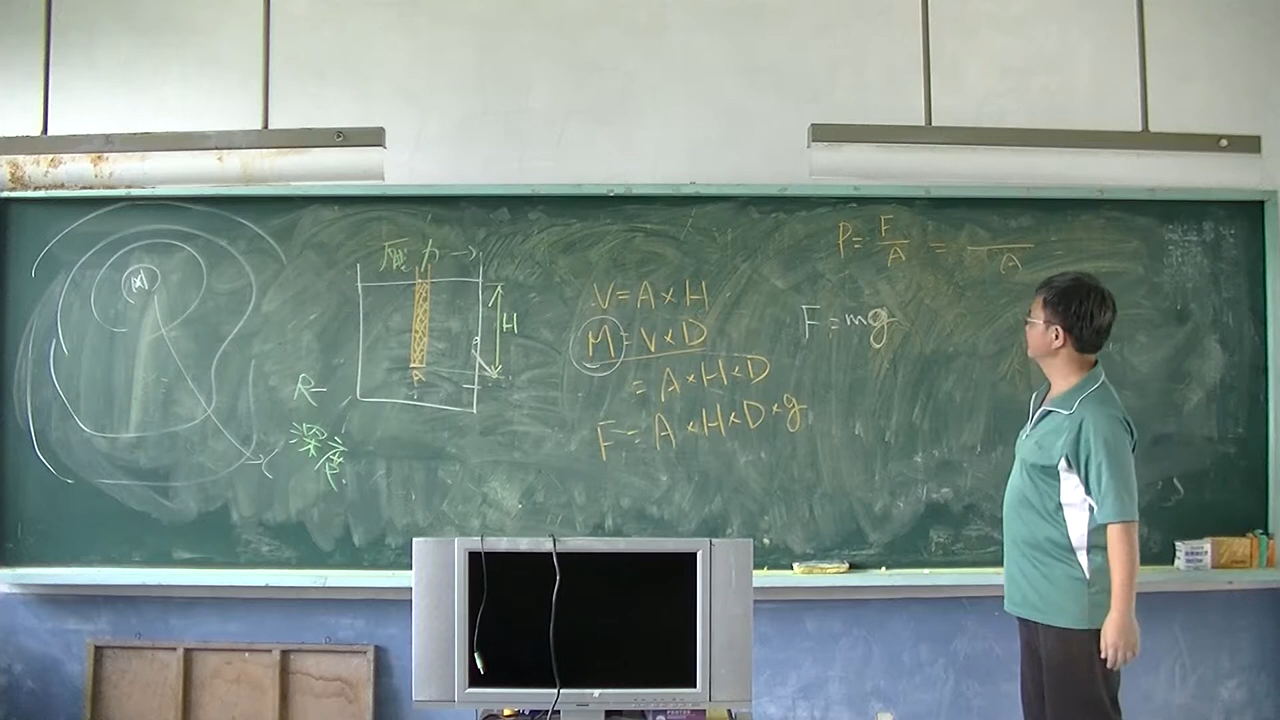 壓力→
H
A
R
深度
V=A×H
M=V×D
=A×H×D
F=A×H×D×g
P=F/A=/A
F=mg